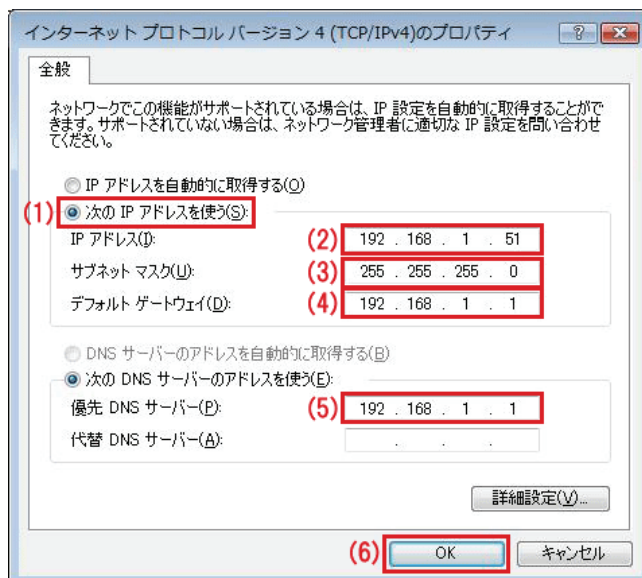 インターネット プロトコル バージョン 4 (TCP/IPv4)のプロパティ
全般
ネットワークでこの機能がサポートされている場合は、IP 設定を自動的に取得することがで
きます。サポートされていない場合は、ネットワーク管理者に適切な IP 設定を問い合わせ
てください。
IP アドレスを自動的に取得する(O)
(1) 次の IP アドレスを使う(S):
IP アドレス(I): (2) 192 . 168 . 1 . 51
サブネット マスク(U): (3) 255 . 255 . 255 . 0
デフォルト ゲートウェイ(D): (4) 192 . 168 . 1 . 1
DNS サーバーのアドレスを自動的に取得する(B)
次の DNS サーバーのアドレスを使う(E):
優先 DNS サーバー(P): (5) 192 . 168 . 1 . 1
代替 DNS サーバー(A): . . .
詳細設定(V)...
(6) OK キャンセル